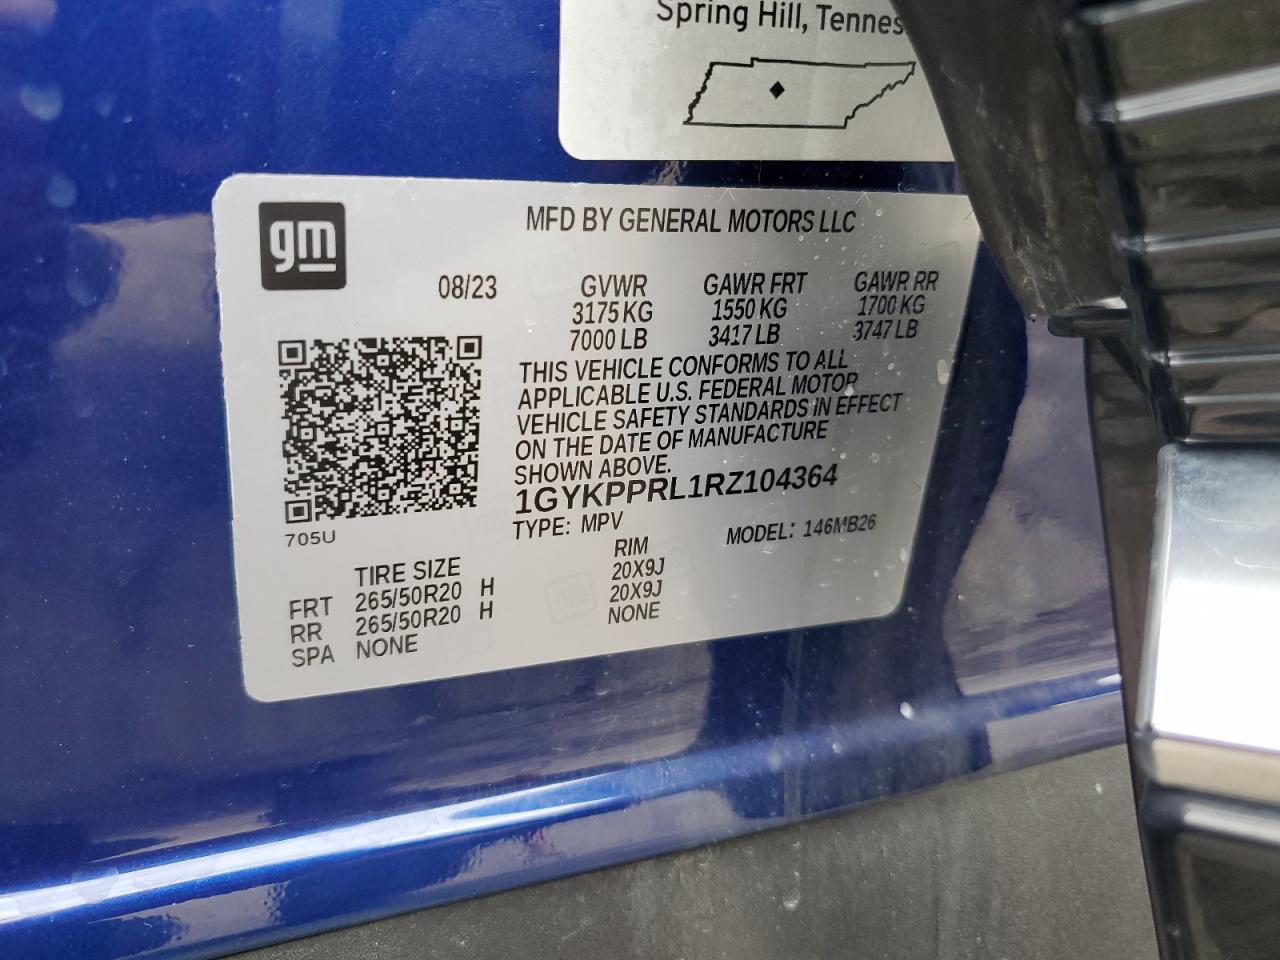 Spring Hill, Tennes
gm
MFD BY GENERAL MOTORS LLC
08/23 GVWR GAWR FRT GAWR RR
3175 KG 1550 KG 1700 KG
7000 LB 3417 LB 3747 LB
THIS VEHICLE CONFORMS TO ALL
APPLICABLE U.S. FEDERAL MOTOR
VEHICLE SAFETY STANDARDS IN EFFECT
ON THE DATE OF MANUFACTURE
SHOWN ABOVE.
1GYKPPRL1RZ104364
705U TYPE: MPV MODEL: 146MB26
TIRE SIZE RIM
FRT 265/50R20 H 20X9J
RR 265/50R20 H 20X9J
SPA NONE NONE